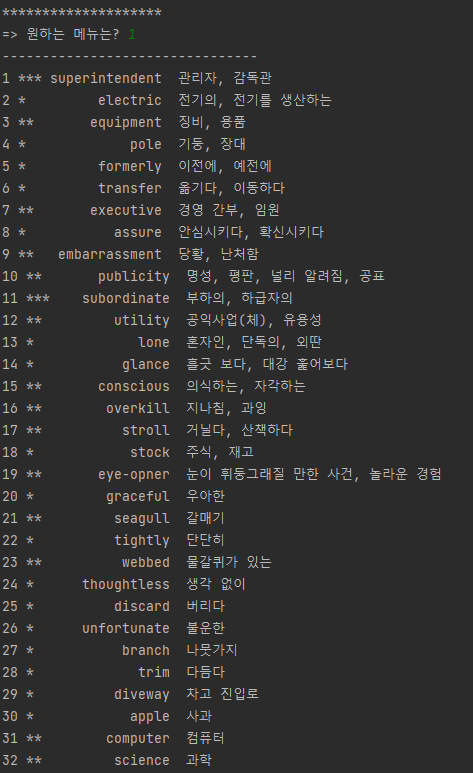 ********************
=> 원하는 메뉴는? 1
--------------------------------
1 *** superintendent 관리자, 감독관
2 * electric 전기의, 전기를 생산하는
3 ** equipment 징비, 용품
4 * pole 기둥, 장대
5 * formerly 이전에, 예전에
6 * transfer 옮기다, 이동하다
7 ** executive 경영 간부, 임원
8 * assure 안심시키다, 확신시키다
9 ** embarrassment 당황, 난처함
10 ** publicity 명성, 평판, 널리 알려짐, 공표
11 *** subordinate 부하의, 하급자의
12 ** utility 공익사업(체), 유용성
13 * lone 혼자인, 단독의, 외딴
14 * glance 흘긋 보다, 대강 훑어보다
15 ** conscious 의식하는, 자각하는
16 ** overkill 지나침, 과잉
17 ** stroll 거닐다, 산책하다
18 * stock 주식, 재고
19 ** eye-opner 눈이 휘둥그래질 만한 사건, 놀라운 경험
20 * graceful 우아한
21 ** seagull 갈매기
22 * tightly 단단히
23 ** webbed 물갈퀴가 있는
24 * thoughtless 생각 없이
25 * discard 버리다
26 * unfortunate 불운한
27 * branch 나뭇가지
28 * trim 다듬다
29 * diveway 차고 진입로
30 * apple 사과
31 ** computer 컴퓨터
32 ** science 과학